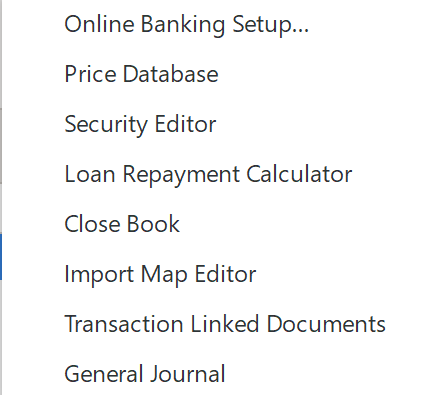 Online Banking Setup...
Price Database
Security Editor
Loan Repayment Calculator
Close Book
Import Map Editor
Transaction Linked Documents
General Journal